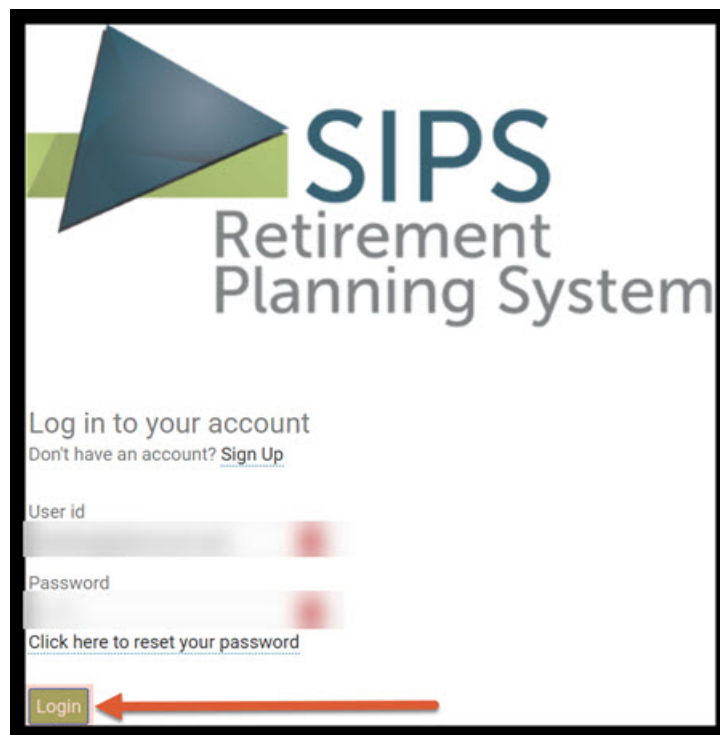 SIPS
Retirement
Planning System
Log in to your account
Don't have an account? Sign Up
User id
Password
Click here to reset your password
Login